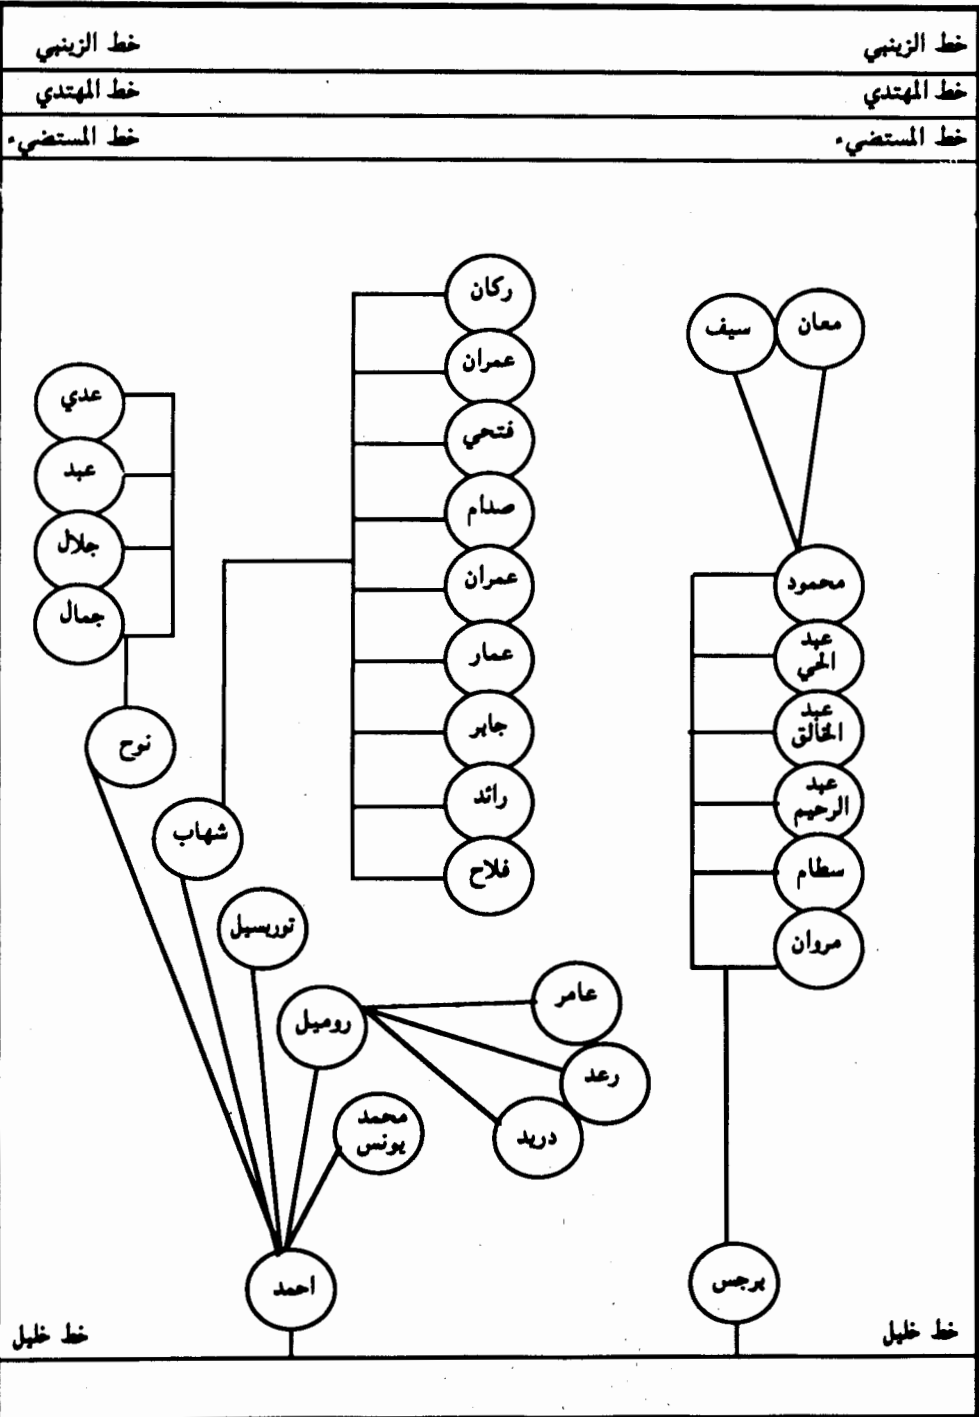 خط الزينبي خط الزينبي
خط المهتدي خط المهتدي
خط المستضيء خط المستضيء
معان
سيف
محمود
عبد
الحي
عبد
الخالق
عبد
الرحيم
سطام
مروان
برجس
ركان
عمران
فتحي
صدام
عمران
عمار
جابر
رائد
فلاح
عدي
عبد
جلال
جمال
نوح
شهاب
توريسيل
روميل
عامر
رعد
دريد
محمد
يونس
احمد
خط خليل خط خليل